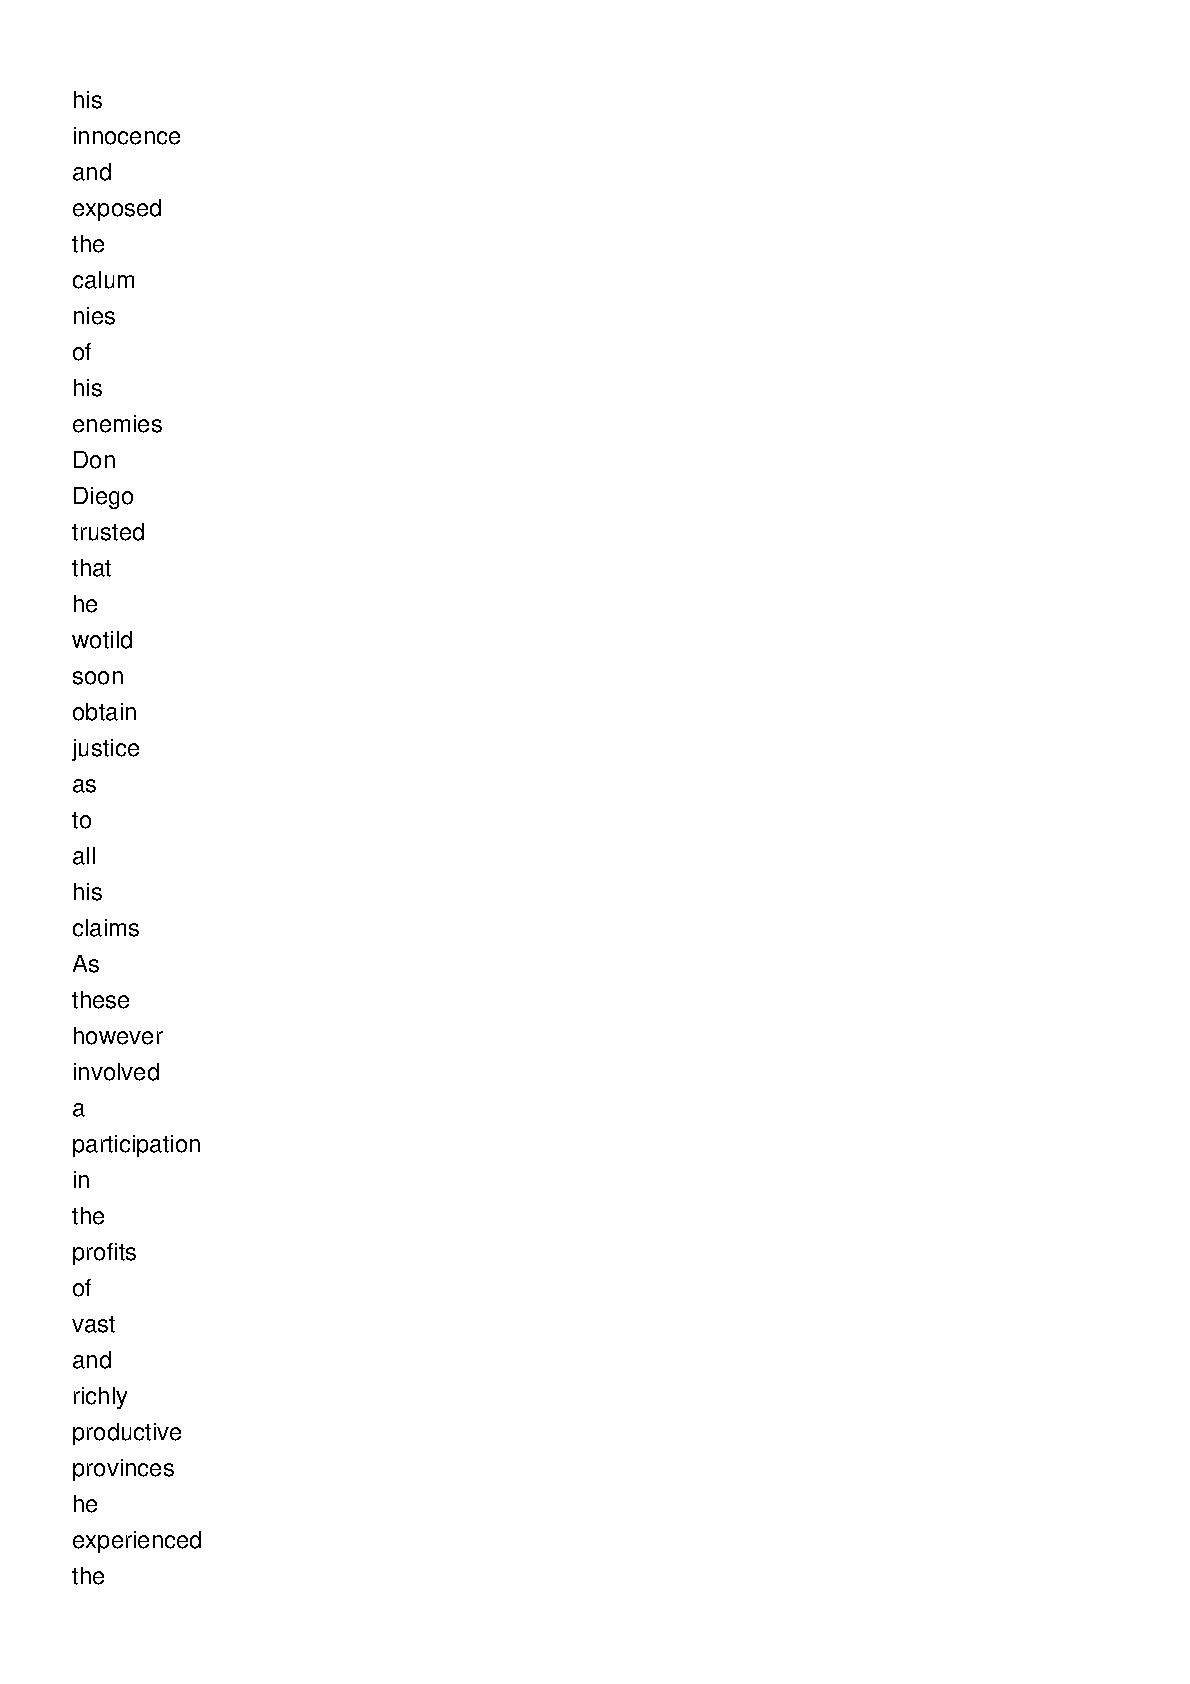 his
innocence
and
exposed
the
calum
nies
of
his
enemies
Don
Diego
trusted
that
he
wotild
soon
obtain
justice
as
to
all
his
claims
As
these
however
involved
a
participation
in
the
profits
of
vast
and
richly
productive
provinces
he
experienced
the